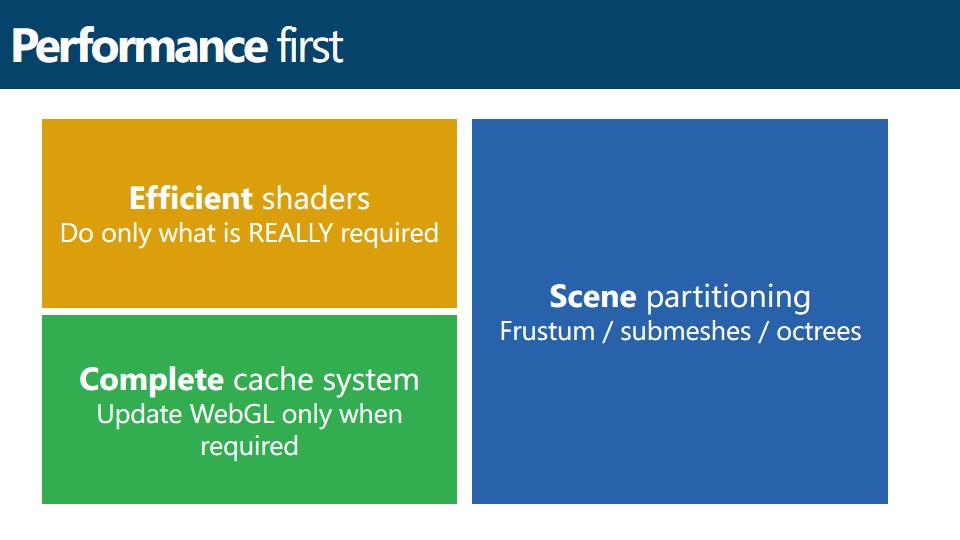 Performance first
Efficient shaders
Do only what is REALLY required
Complete cache system
Update WebGL only when
required
Scene partitioning
Frustum / submeshes / octrees